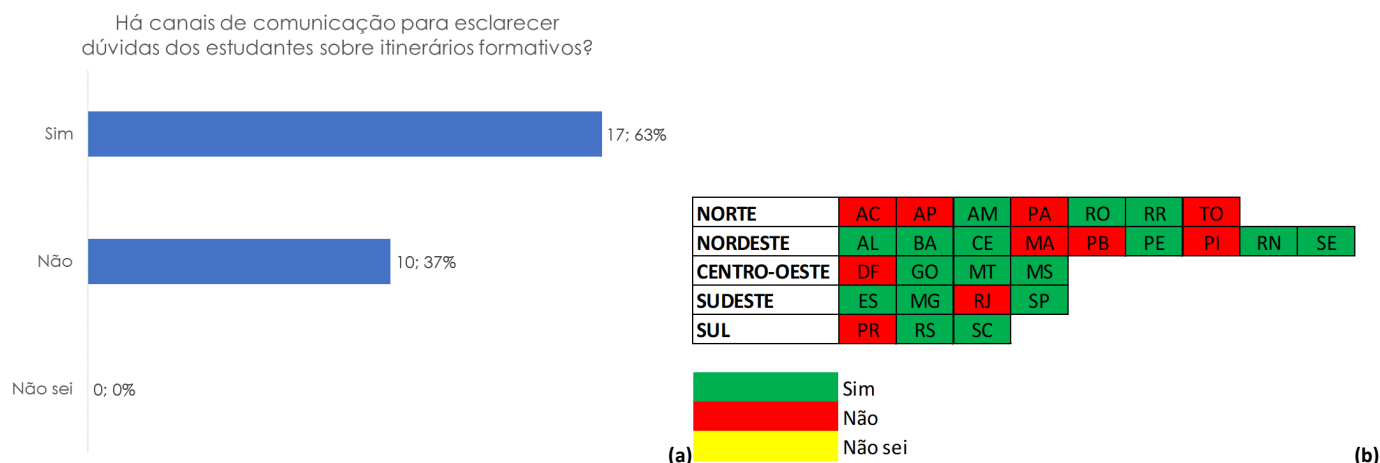 Há canais de comunicação para esclarecer
dúvidas dos estudantes sobre itinerários formativos?
Sim
17; 63%
Não
10; 37%
Não sei
0; 0%
(a)
NORTE AC AP AM PA RO RR TO
NORDESTE AL BA CE MA PB PE PI RN SE
CENTRO-OESTE DF GO MT MS
SUDESTE ES MG RJ SP
SUL PR RS SC
Sim
Não
Não sei
(b)